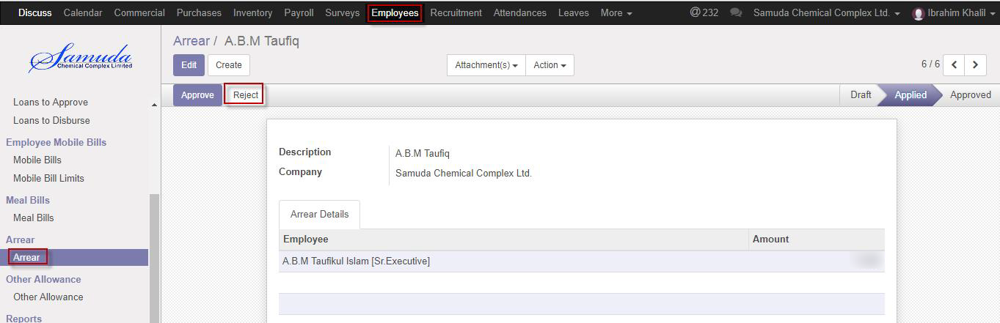 Discuss Calendar Commercial Purchases Inventory Payroll Surveys Employees Recruitment Attendances Leaves More @ 232 Samuda Chemical Complex Ltd. Ibrahim Khalil
Samuda
Chemical Complex Limited
Arrear / A.B.M Taufiq
Edit Create Attachment(s) Action 6 / 6
Approve Reject Draft Applied Approved
Loans to Approve
Loans to Disburse
Employee Mobile Bills
Mobile Bills
Mobile Bill Limits
Meal Bills
Meal Bills
Arrear
Arrear
Other Allowance
Other Allowance
Reports
Description A.B.M Taufiq
Company Samuda Chemical Complex Ltd.
Arrear Details
Employee Amount
A.B.M Taufikul Islam [Sr.Executive]